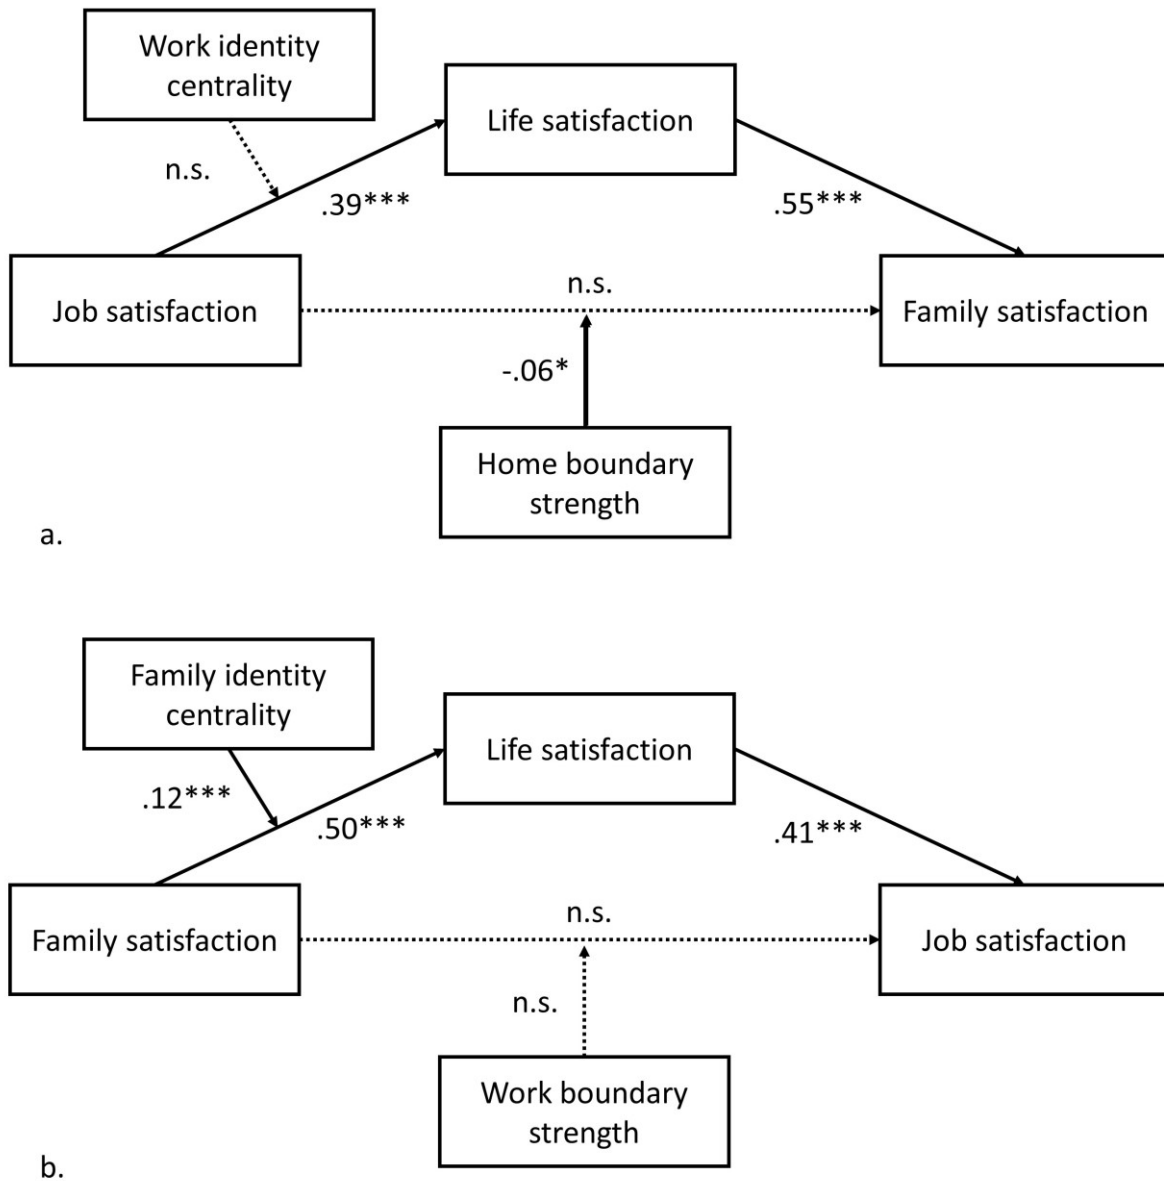 Work identity
centrality
Life satisfaction
n.s.
.39***
.55***
Job satisfaction
n.s.
Family satisfaction
-.06*
Home boundary
strength
a.
Family identity
centrality
Life satisfaction
.12***
.50***
.41***
Family satisfaction
n.s.
Job satisfaction
n.s.
Work boundary
strength
b.